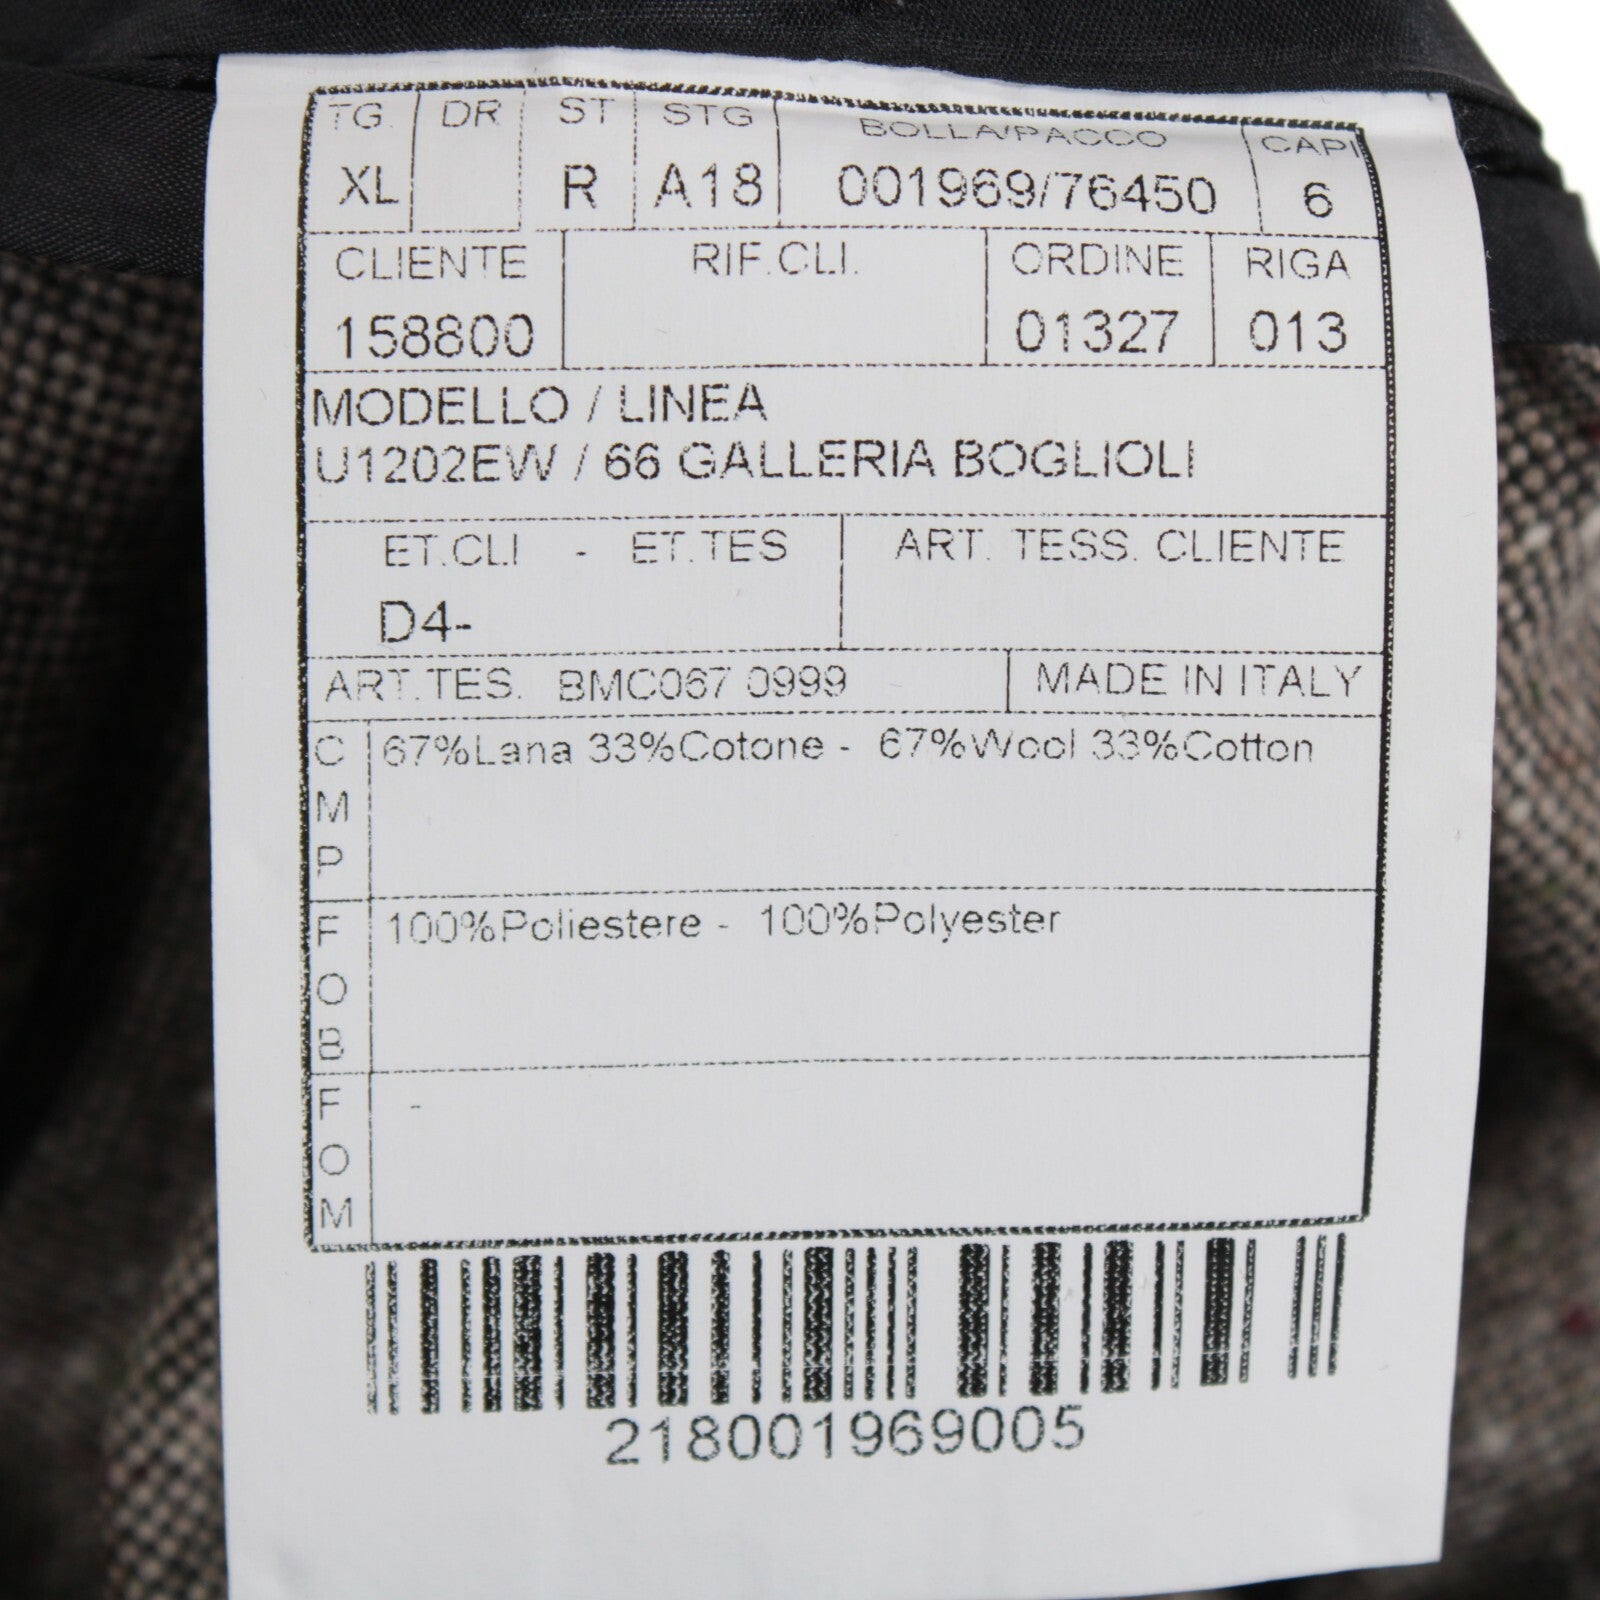 TG. DR ST STG BOLLA/PACCO CAPI
XL R A18 001969/76450 6
CLIENTE RIF.CLI. ORDINE RIGA
158800 01327 013
MODELLO / LINEA
U1202EW / 66 GALLERIA BOGLIOLI
ET.CLI - ET.TES ART. TESS. CLIENTE
D4-
ART.TES. BMC067 0999 MADE IN ITALY
CMP 67%Lana 33%Cotone - 67%Wool 33%Cotton
FOB 100%Poliestere - 100%Polyester
FOM -
218001969005